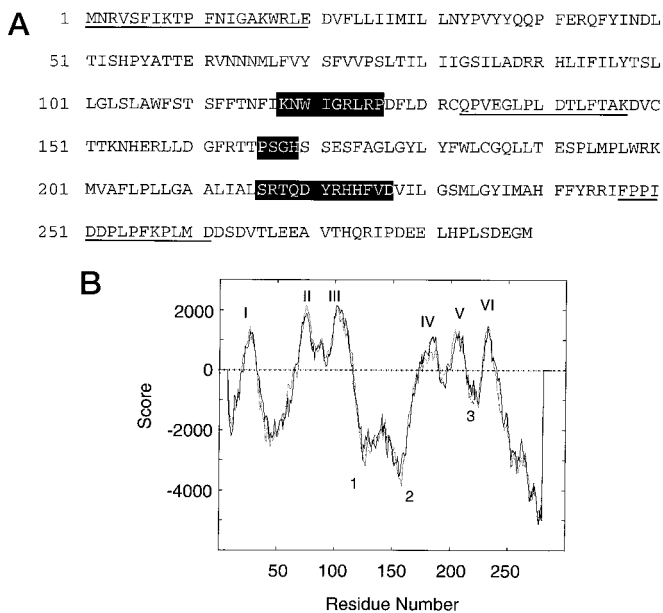 A
1 MNRVSFIKTP FNIGAKWRLE DVFLLIIMIL LNYPVYYQQP FERQFYINDL
51 TISHPYATTE RVNNNMLFVY SFVVPSLTIL IIGSILADRR HLIFILYTSL
101 LGLSLAWFST SFFTNFIKNW IGRLRPDFLD RCQPVEGLPL DTLFTAKDVC
151 TTKNHERLLD GFRTTPSGHS SESFAGLGYL YFWLCGQLLT ESPLMPLWRK
201 MVAFLPLLGA ALIALSRTQD YRHHFVDVIL GSMLGYIMAH FFYRRIFPPI
251 DDPLPFKPLM DDSDVTLEEA VTHQRIPDEE LHPLSDEGM
B
I II III IV V VI
2000
0
-2000
-4000
Score
1 2 3
50 100 150 200 250
Residue Number